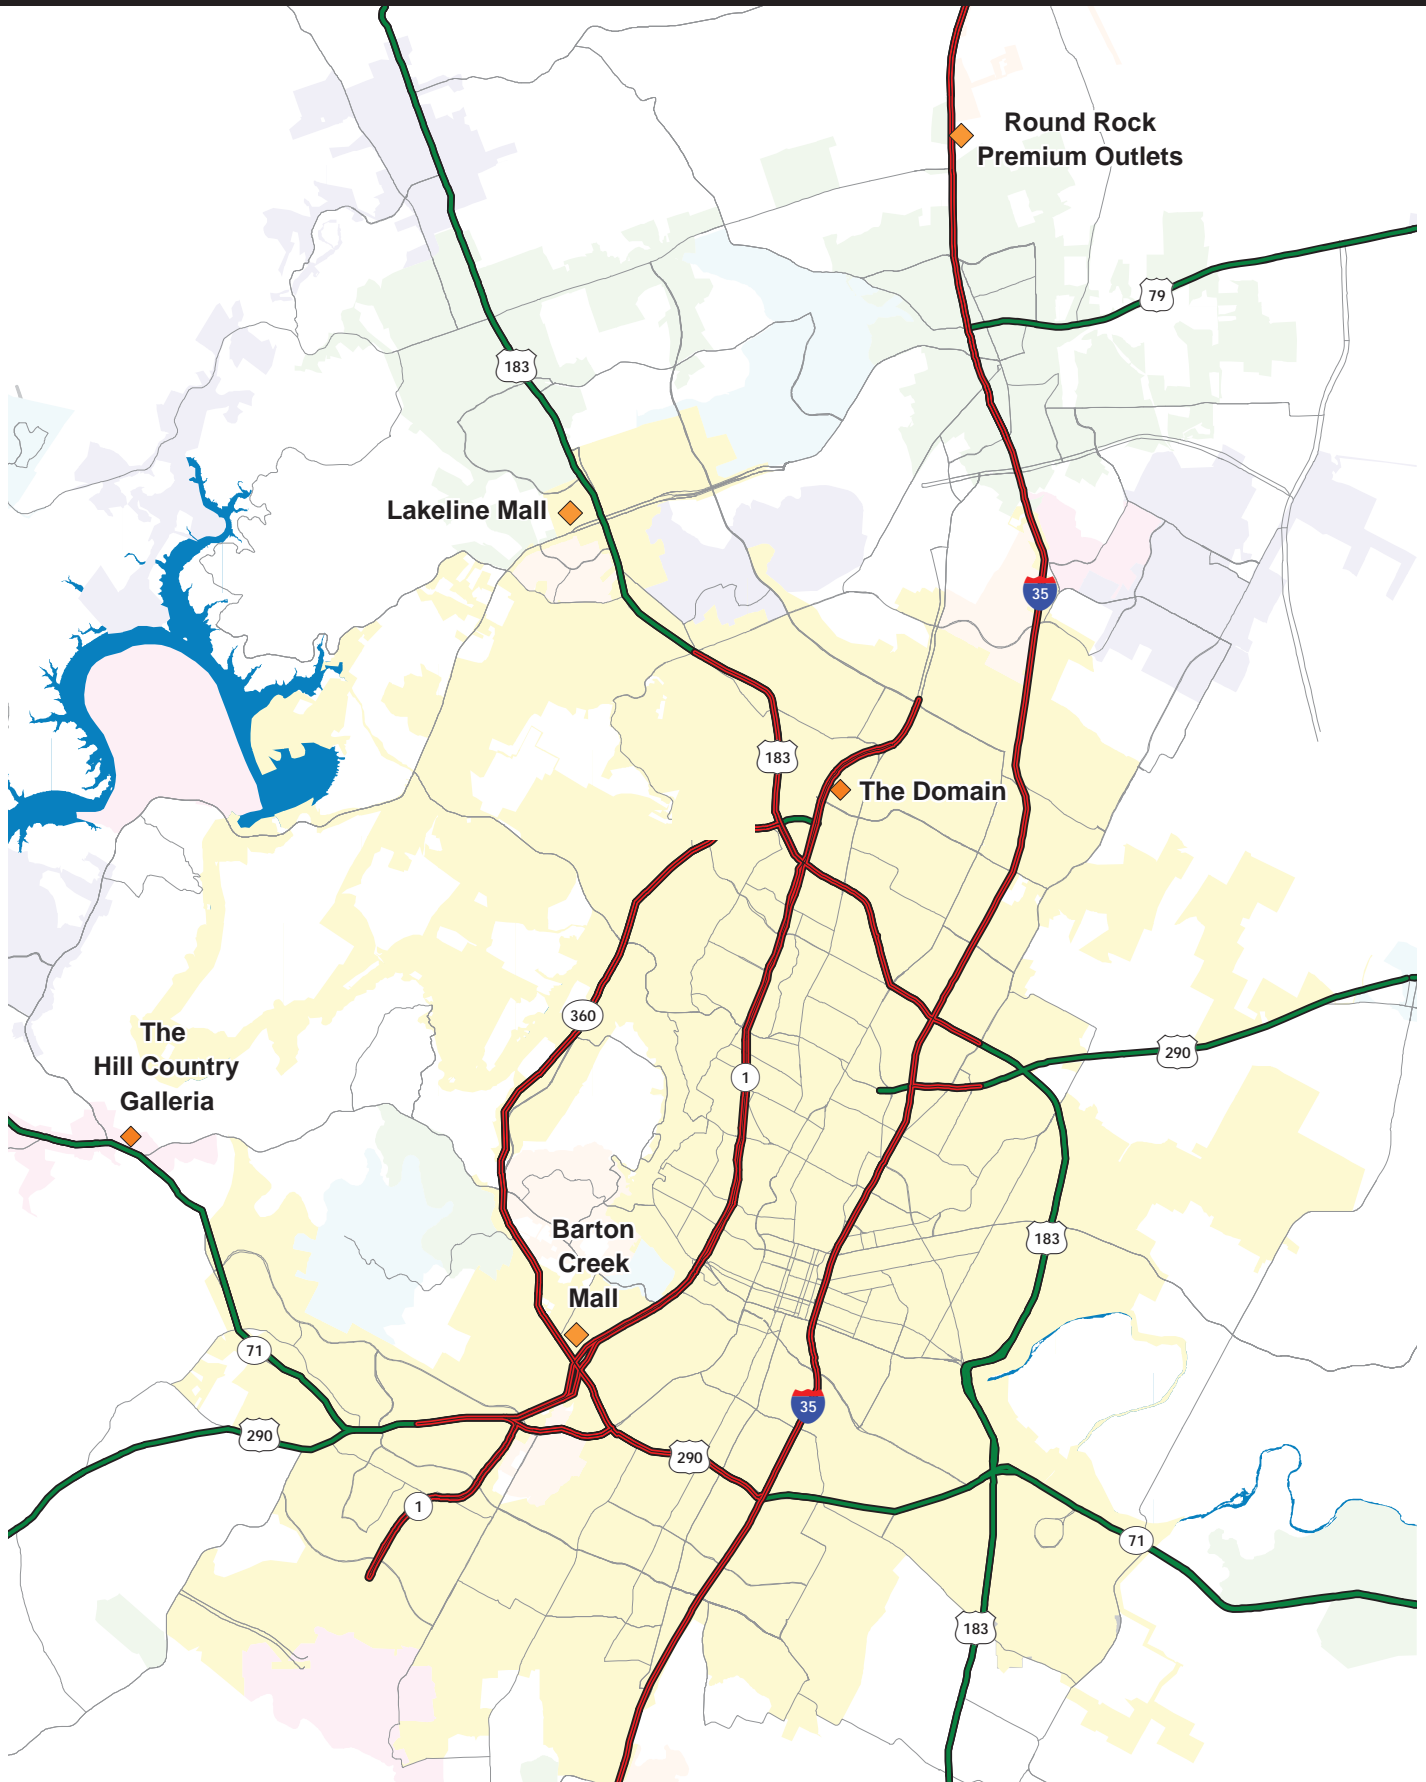 Round Rock
Premium Outlets
79
183
Lakeline Mall
35
183
The Domain
360
The
Hill Country
Galleria
290
1
Barton
Creek
Mall
183
71
35
290
290
1
71
183